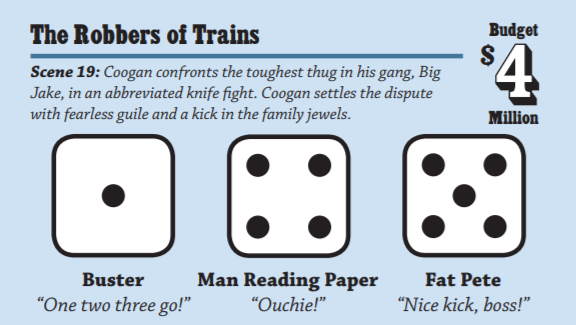 The Robbers of Trains
Budget
$4
Million
Scene 19: Coogan confronts the toughest thug in his gang, Big
Jake, in an abbreviated knife fight. Coogan settles the dispute
with fearless guile and a kick in the family jewels.
Buster
"One two three go!"
Man Reading Paper
"Ouchie!"
Fat Pete
"Nice kick, boss!"